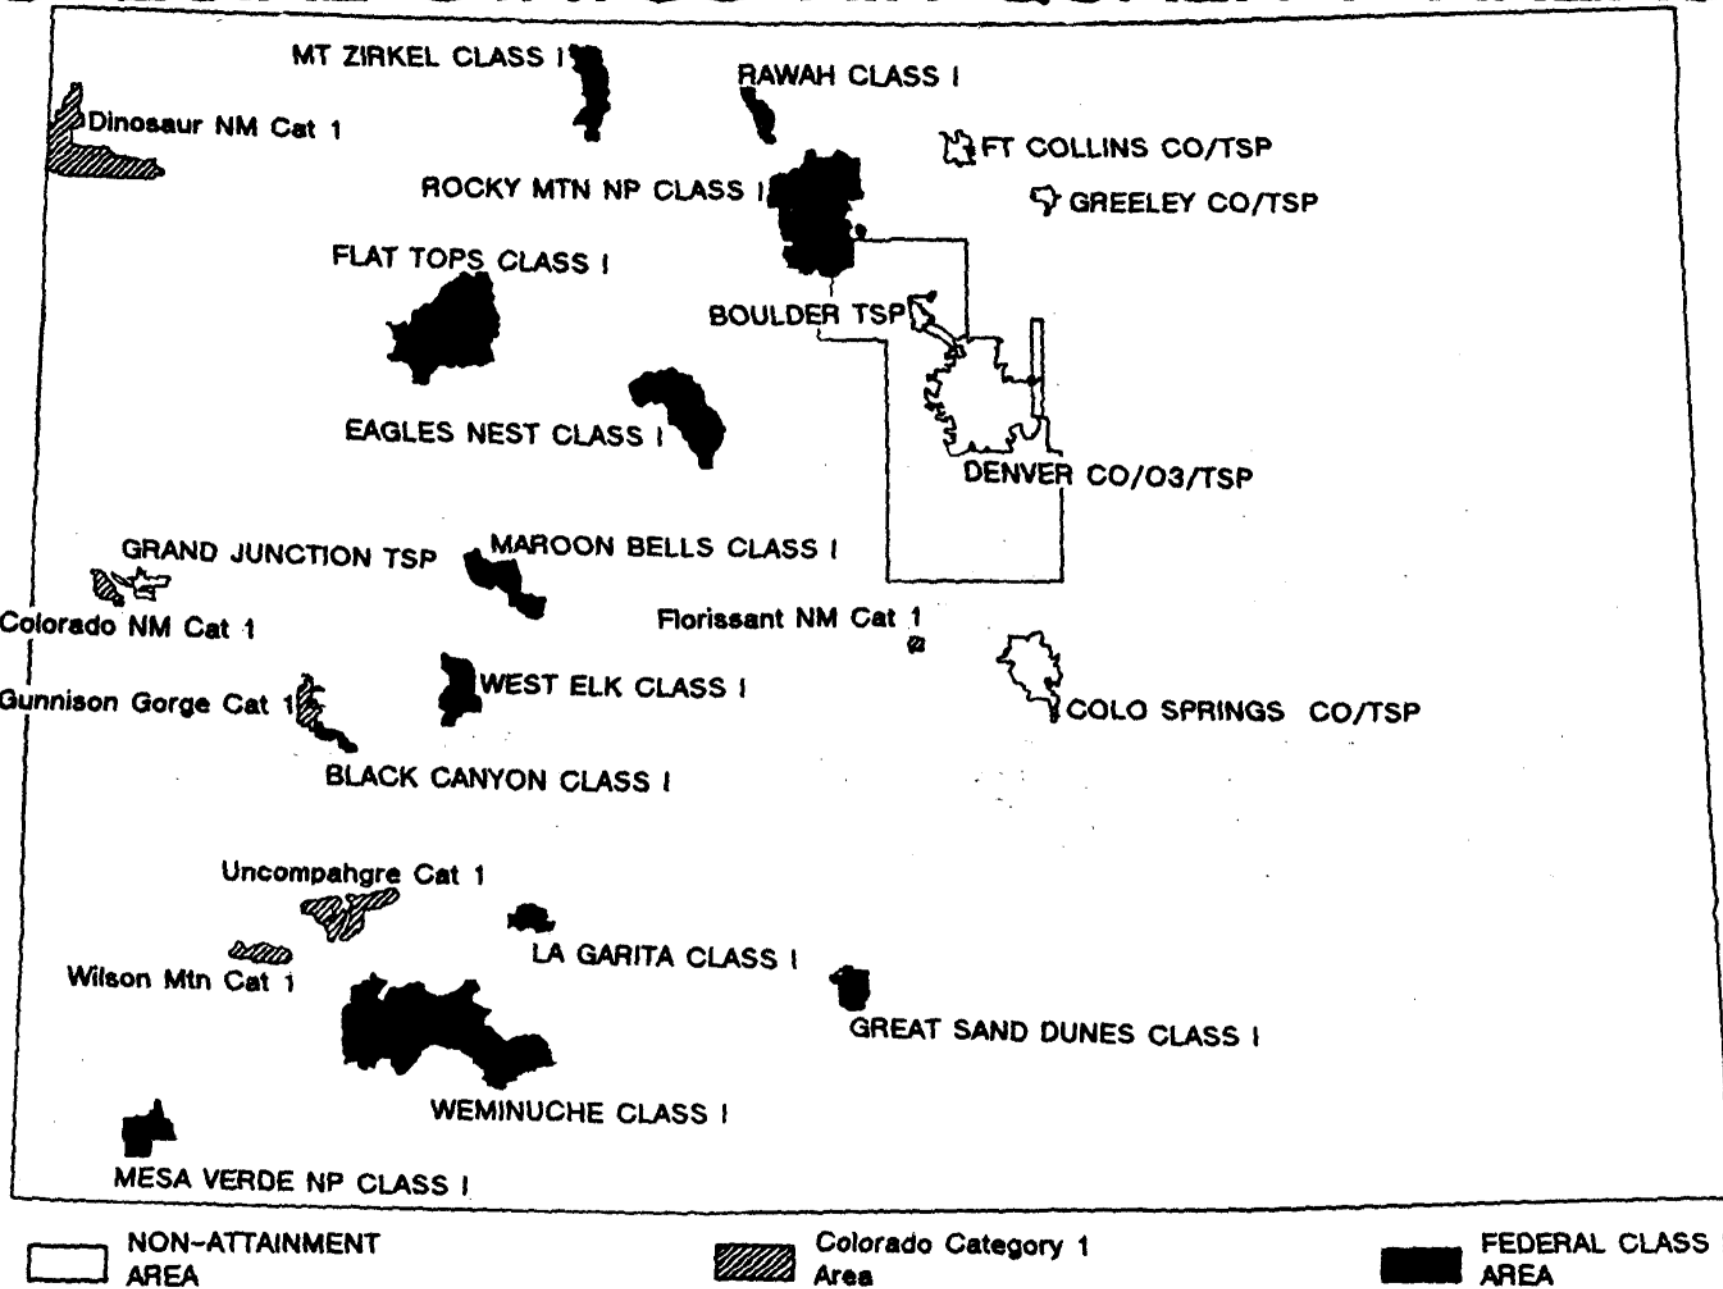 MT ZIRKEL CLASS I
RAWAH CLASS I
Dinosaur NM Cat 1
FT COLLINS CO/TSP
ROCKY MTN NP CLASS I
GREELEY CO/TSP
FLAT TOPS CLASS I
BOULDER TSP
EAGLES NEST CLASS I
DENVER CO/O3/TSP
GRAND JUNCTION TSP
MAROON BELLS CLASS I
Colorado NM Cat 1
Florissant NM Cat 1
WEST ELK CLASS I
Gunnison Gorge Cat 1
COLO SPRINGS CO/TSP
BLACK CANYON CLASS I
Uncompahgre Cat 1
LA GARITA CLASS I
Wilson Mtn Cat 1
GREAT SAND DUNES CLASS I
WEMINUCHE CLASS I
MESA VERDE NP CLASS I
NON-ATTAINMENT
AREA
Colorado Category 1
Area
FEDERAL CLASS
AREA